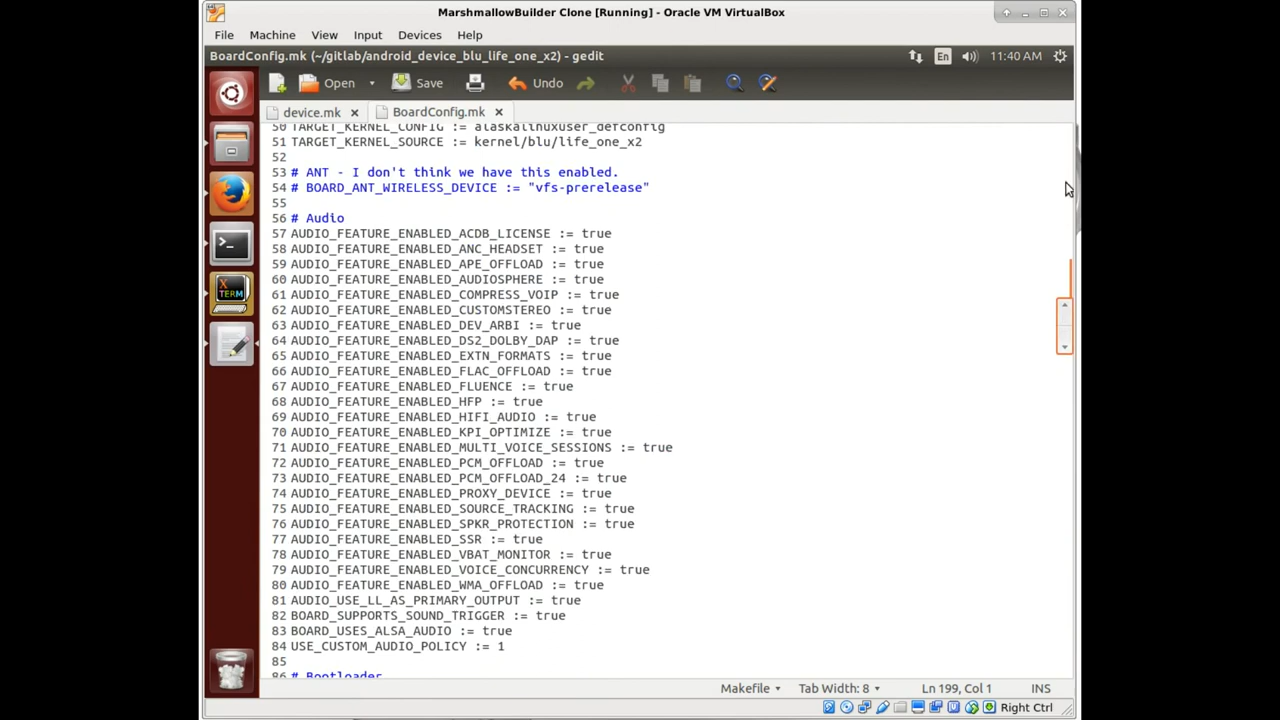 MarshmallowBuilder Clone [Running] - Oracle VM VirtualBox
File Machine View Input Devices Help
BoardConfig.mk (~/gitlab/android_device_blu_life_one_x2) - gedit En 11:40 AM
Open Save Undo
device.mk BoardConfig.mk
50 TARGET_KERNEL_CONFIG := alaskalinuxuser_defconfig
51 TARGET_KERNEL_SOURCE := kernel/blu/life_one_x2
52
53 # ANT - I don't think we have this enabled.
54 # BOARD_ANT_WIRELESS_DEVICE := "vfs-prerelease"
55
56 # Audio
57 AUDIO_FEATURE_ENABLED_ACDB_LICENSE := true
58 AUDIO_FEATURE_ENABLED_ANC_HEADSET := true
59 AUDIO_FEATURE_ENABLED_APE_OFFLOAD := true
60 AUDIO_FEATURE_ENABLED_AUDIOSPHERE := true
61 AUDIO_FEATURE_ENABLED_COMPRESS_VOIP := true
62 AUDIO_FEATURE_ENABLED_CUSTOMSTEREO := true
63 AUDIO_FEATURE_ENABLED_DEV_ARBI := true
64 AUDIO_FEATURE_ENABLED_DS2_DOLBY_DAP := true
65 AUDIO_FEATURE_ENABLED_EXTN_FORMATS := true
66 AUDIO_FEATURE_ENABLED_FLAC_OFFLOAD := true
67 AUDIO_FEATURE_ENABLED_FLUENCE := true
68 AUDIO_FEATURE_ENABLED_HFP := true
69 AUDIO_FEATURE_ENABLED_HIFI_AUDIO := true
70 AUDIO_FEATURE_ENABLED_KPI_OPTIMIZE := true
71 AUDIO_FEATURE_ENABLED_MULTI_VOICE_SESSIONS := true
72 AUDIO_FEATURE_ENABLED_PCM_OFFLOAD := true
73 AUDIO_FEATURE_ENABLED_PCM_OFFLOAD_24 := true
74 AUDIO_FEATURE_ENABLED_PROXY_DEVICE := true
75 AUDIO_FEATURE_ENABLED_SOURCE_TRACKING := true
76 AUDIO_FEATURE_ENABLED_SPKR_PROTECTION := true
77 AUDIO_FEATURE_ENABLED_SSR := true
78 AUDIO_FEATURE_ENABLED_VBAT_MONITOR := true
79 AUDIO_FEATURE_ENABLED_VOICE_CONCURRENCY := true
80 AUDIO_FEATURE_ENABLED_WMA_OFFLOAD := true
81 AUDIO_USE_LL_AS_PRIMARY_OUTPUT := true
82 BOARD_SUPPORTS_SOUND_TRIGGER := true
83 BOARD_USES_ALSA_AUDIO := true
84 USE_CUSTOM_AUDIO_POLICY := 1
85
86 # Bootloader
Makefile Tab Width: 8 Ln 199, Col 1 INS
Right Ctrl
X TERM